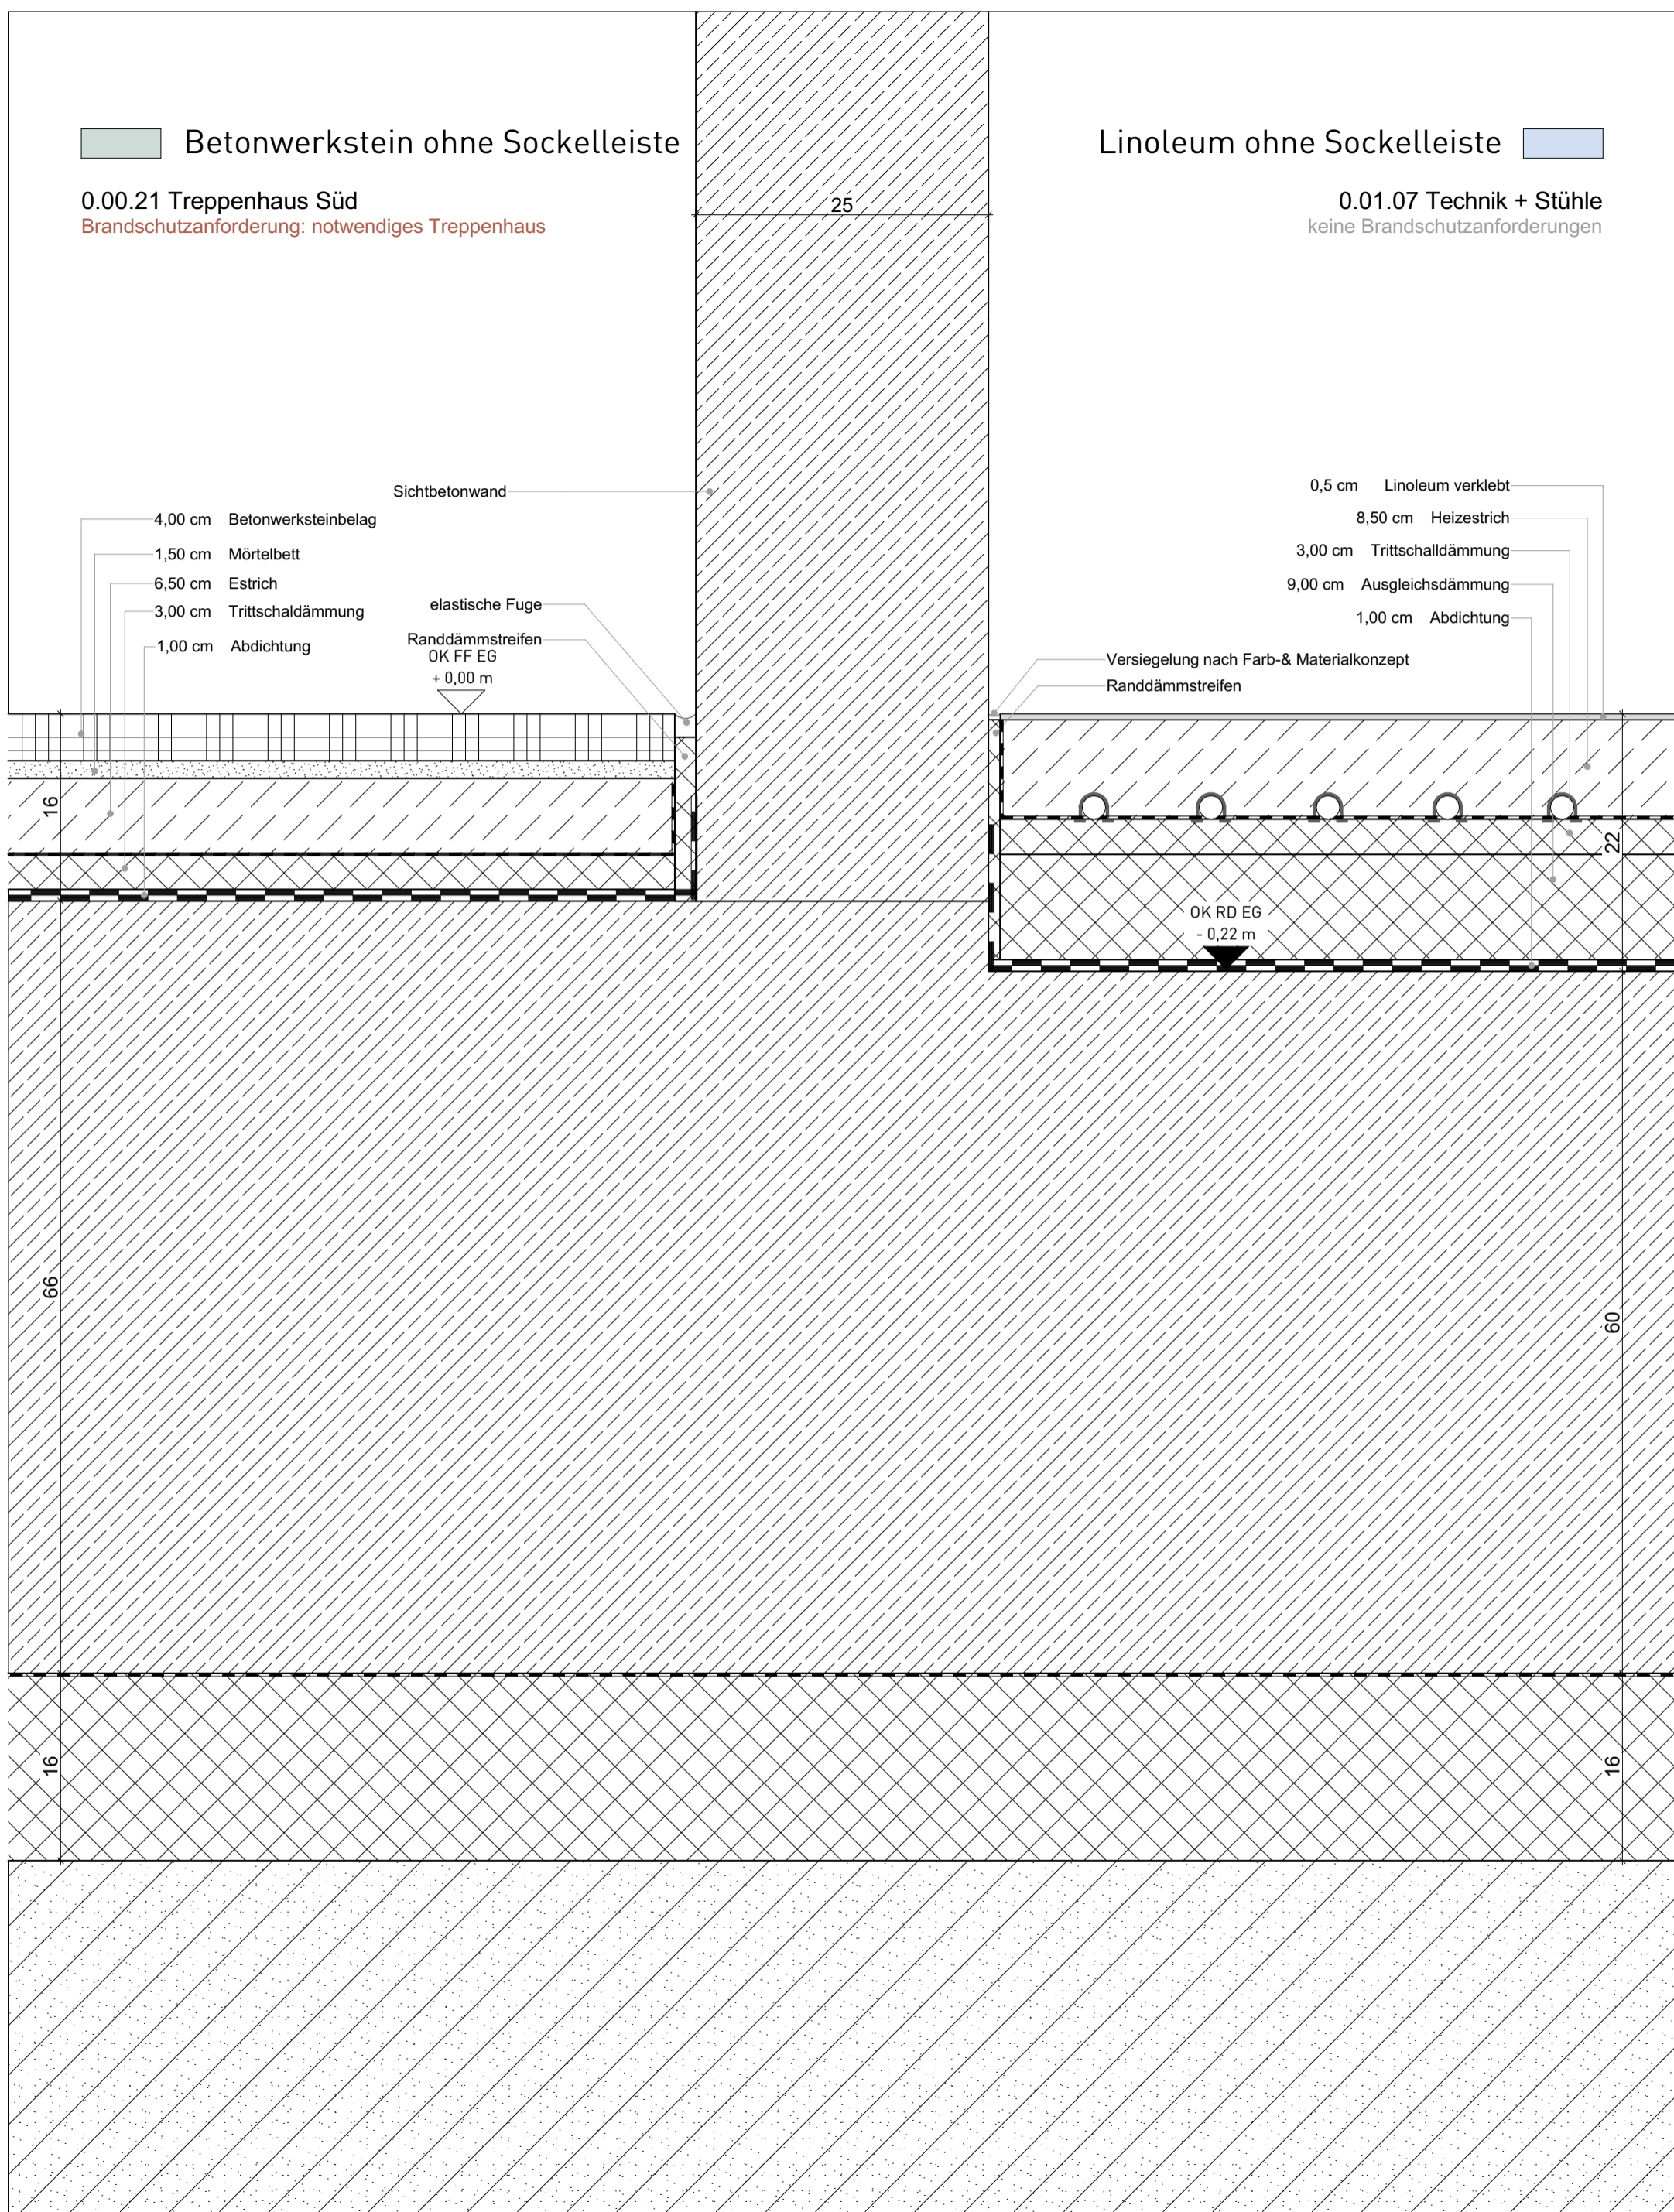 Betonwerkstein ohne Sockelleiste
0.00.21 Treppenhaus Süd
Brandschutzanforderung: notwendiges Treppenhaus
Linoleum ohne Sockelleiste
0.01.07 Technik + Stühle
keine Brandschutzanforderungen
25
Sichtbetonwand
4,00 cm Betonwerksteinbelag
1,50 cm Mörtelbett
6,50 cm Estrich
3,00 cm Trittschaldämmung
1,00 cm Abdichtung
elastische Fuge
Randdämmstreifen
OK FF EG
+ 0,00 m
0,5 cm Linoleum verklebt
8,50 cm Heizestrich
3,00 cm Trittschalldämmung
9,00 cm Ausgleichsdämmung
1,00 cm Abdichtung
Versiegelung nach Farb-& Materialkonzept
Randdämmstreifen
16
22
OK RD EG
- 0,22 m
66
60
16
16